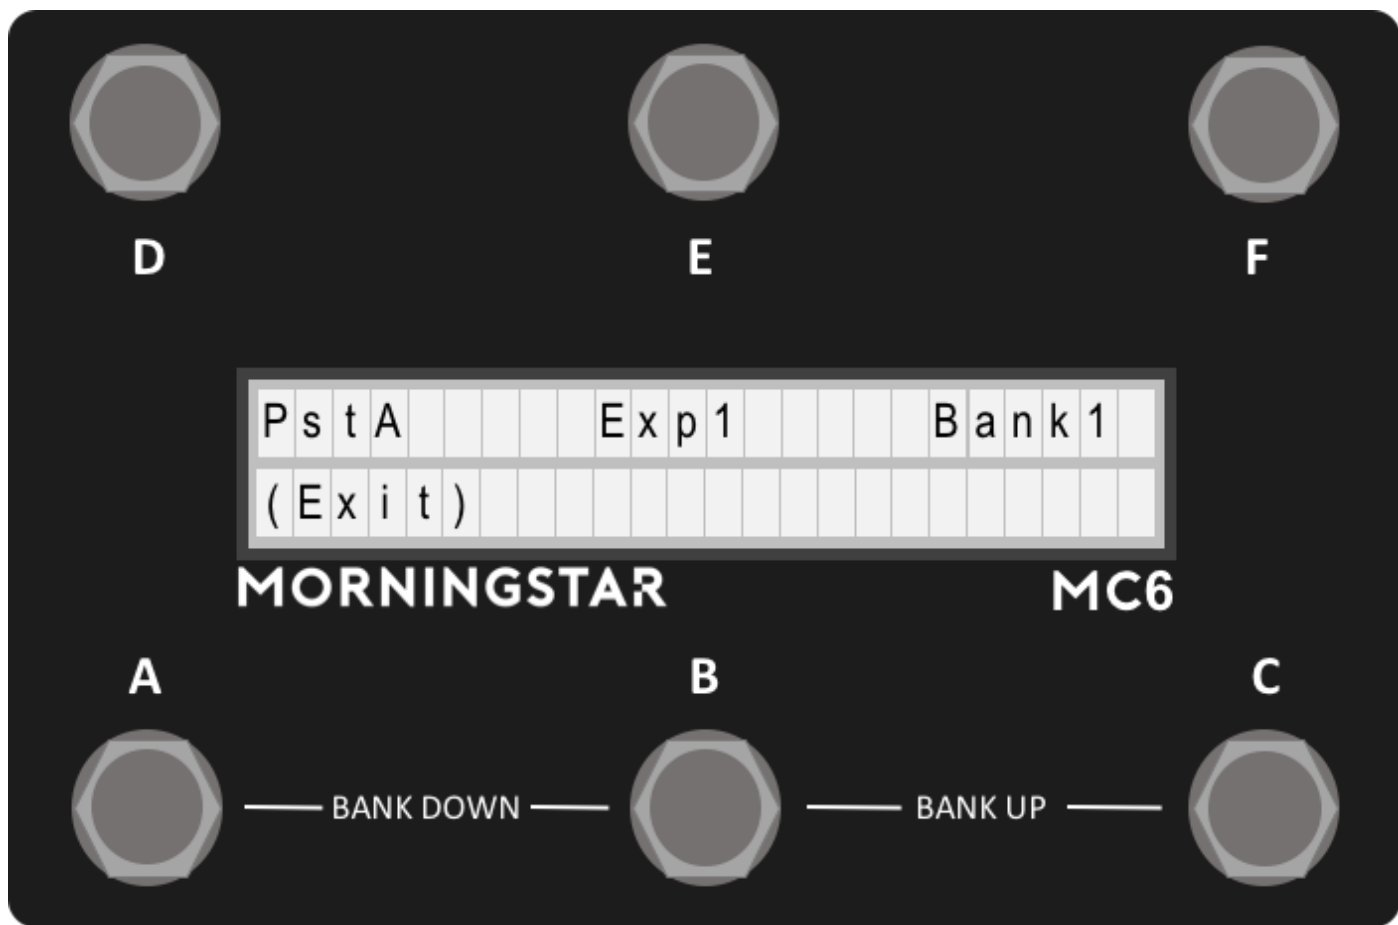 D E F
PstA Exp1 Bank1
(Exit)
MORNINGSTAR MC6
A B C
BANK DOWN BANK UP